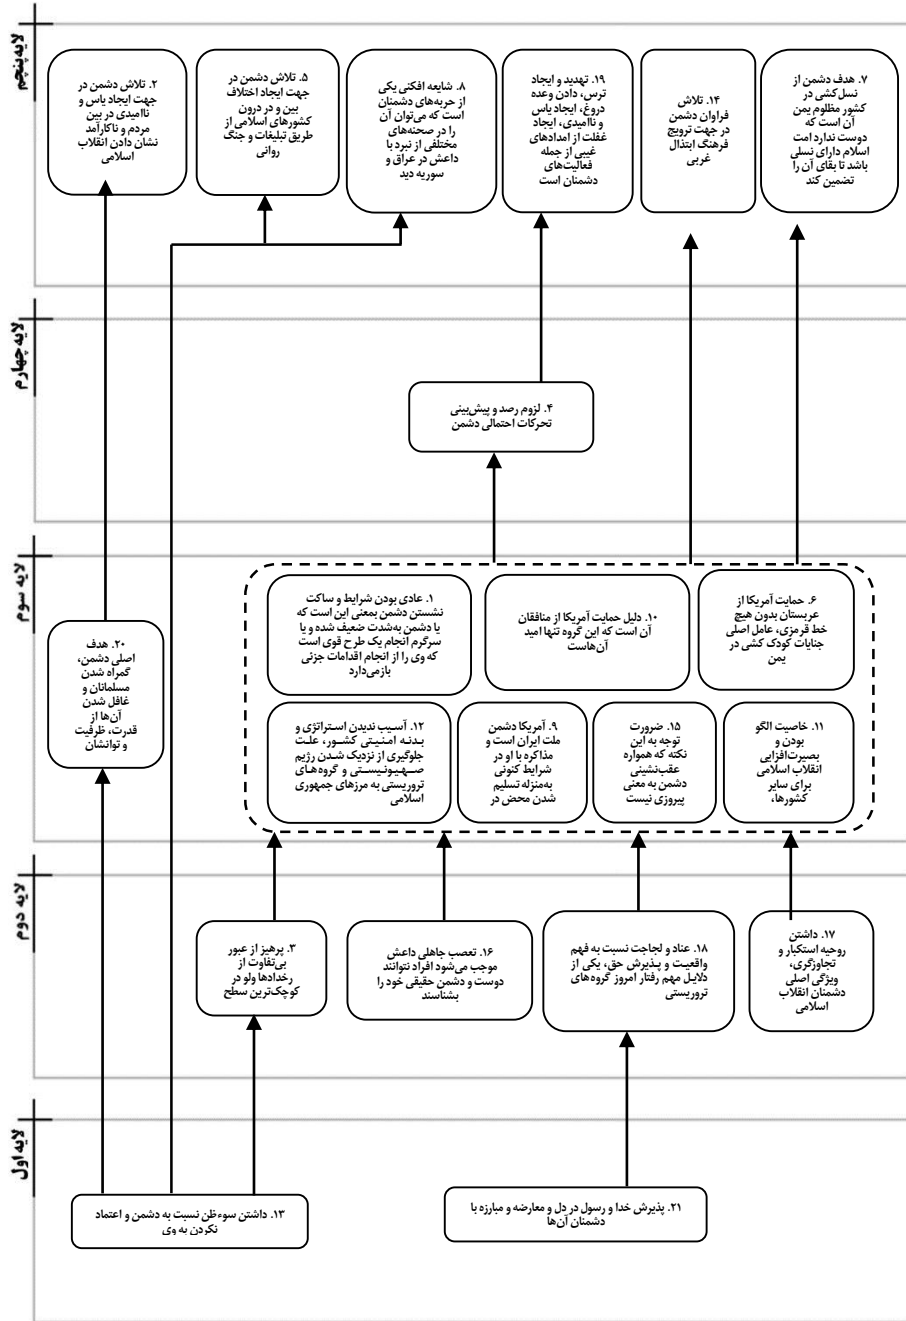 لایه پنجم
۷. هدف دشمن از
نسل‌کشی در
کشور مظلوم یمن
آن است که
دوست ندارد امت
اسلام دارای نسلی
باشد تا بقای آن را
تضمین کند
۱۴. تلاش
فراوان دشمن
در جهت ترویج
فرهنگ ابتذال
غربی
۱۹. تهدید و ایجاد
ترس، دادن وعده
دروغ، ایجاد یاس
و ناامیدی، ایجاد
غفلت از امدادهای
غیبی از جمله
فعالیت‌های
دشمنان است
۸. شایعه افکنی یکی
از حربه‌های دشمنان
است که می‌توان آن
را در صحنه‌های
مختلفی از نبرد با
داعش در عراق و
سوریه دید
۵. تلاش دشمن در
جهت ایجاد اختلاف
بین و در درون
کشورهای اسلامی از
طریق تبلیغات و جنگ
روانی
۲. تلاش دشمن در
جهت ایجاد یاس و
ناامیدی در بین
مردم و ناکارآمد
نشان دادن انقلاب
اسلامی
لایه چهارم
۴. لزوم رصد و پیش‌بینی
تحرکات احتمالی دشمن
لایه سوم
۶. حمایت آمریکا از
عربستان بدون هیچ
خط قرمزی، عامل اصلی
جنایات کودک کشی در
یمن
۱۰. دلیل حمایت آمریکا از منافقان
آن است که این گروه تنها امید
آن‌هاست
۱. عادی بودن شرایط و ساکت
نشستن دشمن بمعنی این است که
یا دشمن به‌شدت ضعیف شده و یا
سرگرم انجام یک طرح قوی است
که وی را از انجام اقدامات جزئی
بازمی‌دارد
۲۰. هدف
اصلی دشمن،
گمراه شدن
مسلمانان و
غافل شدن
آن‌ها از
قدرت، ظرفیت
و توانشان
۱۱. خاصیت الگو
بودن و
بصیرت‌افزایی
انقلاب اسلامی
برای سایر
کشورها،
۱۵. ضرورت
توجه به این
نکته که همواره
عقب‌نشینی
دشمن به معنی
پیروزی نیست
۹. آمریکا دشمن
ملت ایران است و
مذاکره با او در
شرایط کنونی
به‌منزله تسلیم
شدن محض در
۱۲. آسیب ندیدن استراتژی و
بدنه امنیتی کشور، علت
جلوگیری از نزدیک شدن رژیم
صهیونیستی و گروه‌های
تروریستی به مرزهای جمهوری
اسلامی
لایه دوم
۱۷. داشتن
روحیه استکبار و
تجاوزگری،
ویژگی اصلی
دشمنان انقلاب
اسلامی
۱۸. عناد و لجاجت نسبت به فهم
واقعیت و پذیرش حق، یکی از
دلایل مهم رفتار امروز گروه‌های
تروریستی
۱۶. تعصب جاهلی داعش
موجب می‌شود افراد نتوانند
دوست و دشمن حقیقی خود را
بشناسند
۳. پرهیز از عبور
بی‌تفاوت از
رخدادها ولو در
کوچک‌ترین سطح
لایه اول
۲۱. پذیرش خدا و رسول در دل و معارضه و مبارزه با
دشمنان آن‌ها
۱۳. داشتن سوءظن نسبت به دشمن و اعتماد
نکردن به وی